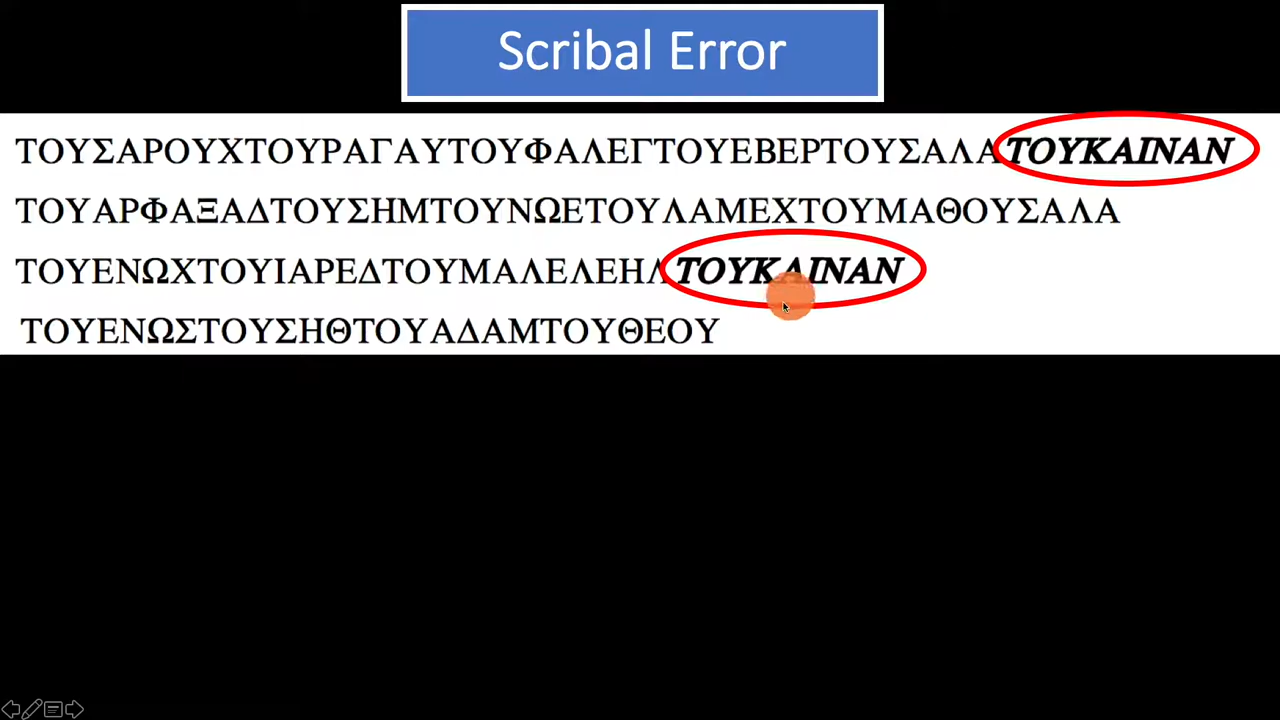 Scribal Error
ΤΟΥΣΑΡΟΥΧΤΟΥΡΑΓΑΥΤΟΥΦΑΛΕΓΤΟΥΕΒΕΡΤΟΥΣΑΛΑΤΟΥΚΑΙΝΑΝ
ΤΟΥΑΡΦΑΞΑΔΤΟΥΣΗΜΤΟΥΝΩΕΤΟΥΛΑΜΕΧΤΟΥΜΑΘΟΥΣΑΛΑ
ΤΟΥΕΝΩΧΤΟΥΙΑΡΕΔΤΟΥΜΑΛΕΛΕΗΛΤΟΥΚΑΙΝΑΝ
ΤΟΥΕΝΩΣΤΟΥΣΗΘΤΟΥΑΔΑΜΤΟΥΘΕΟΥ